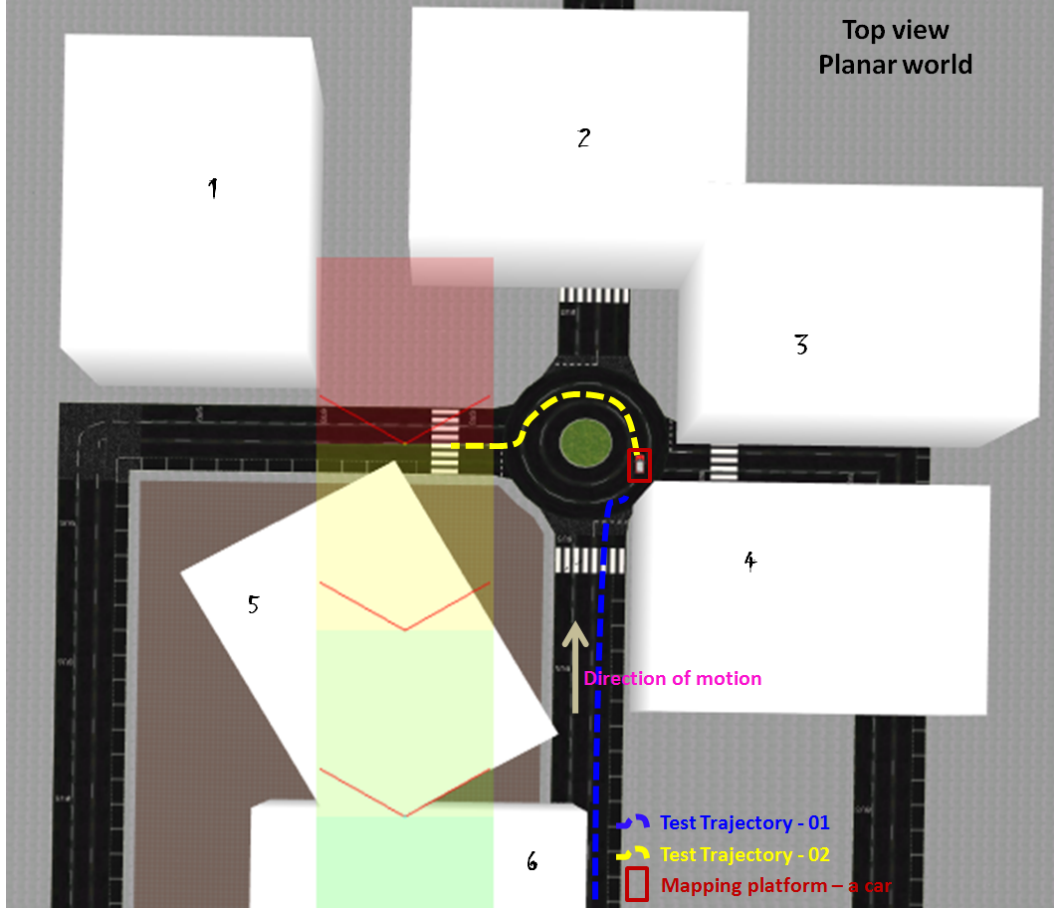 Top view
Planar world
1
2
3
4
5
Direction of motion
6
Test Trajectory - 01
Test Trajectory - 02
Mapping platform – a car